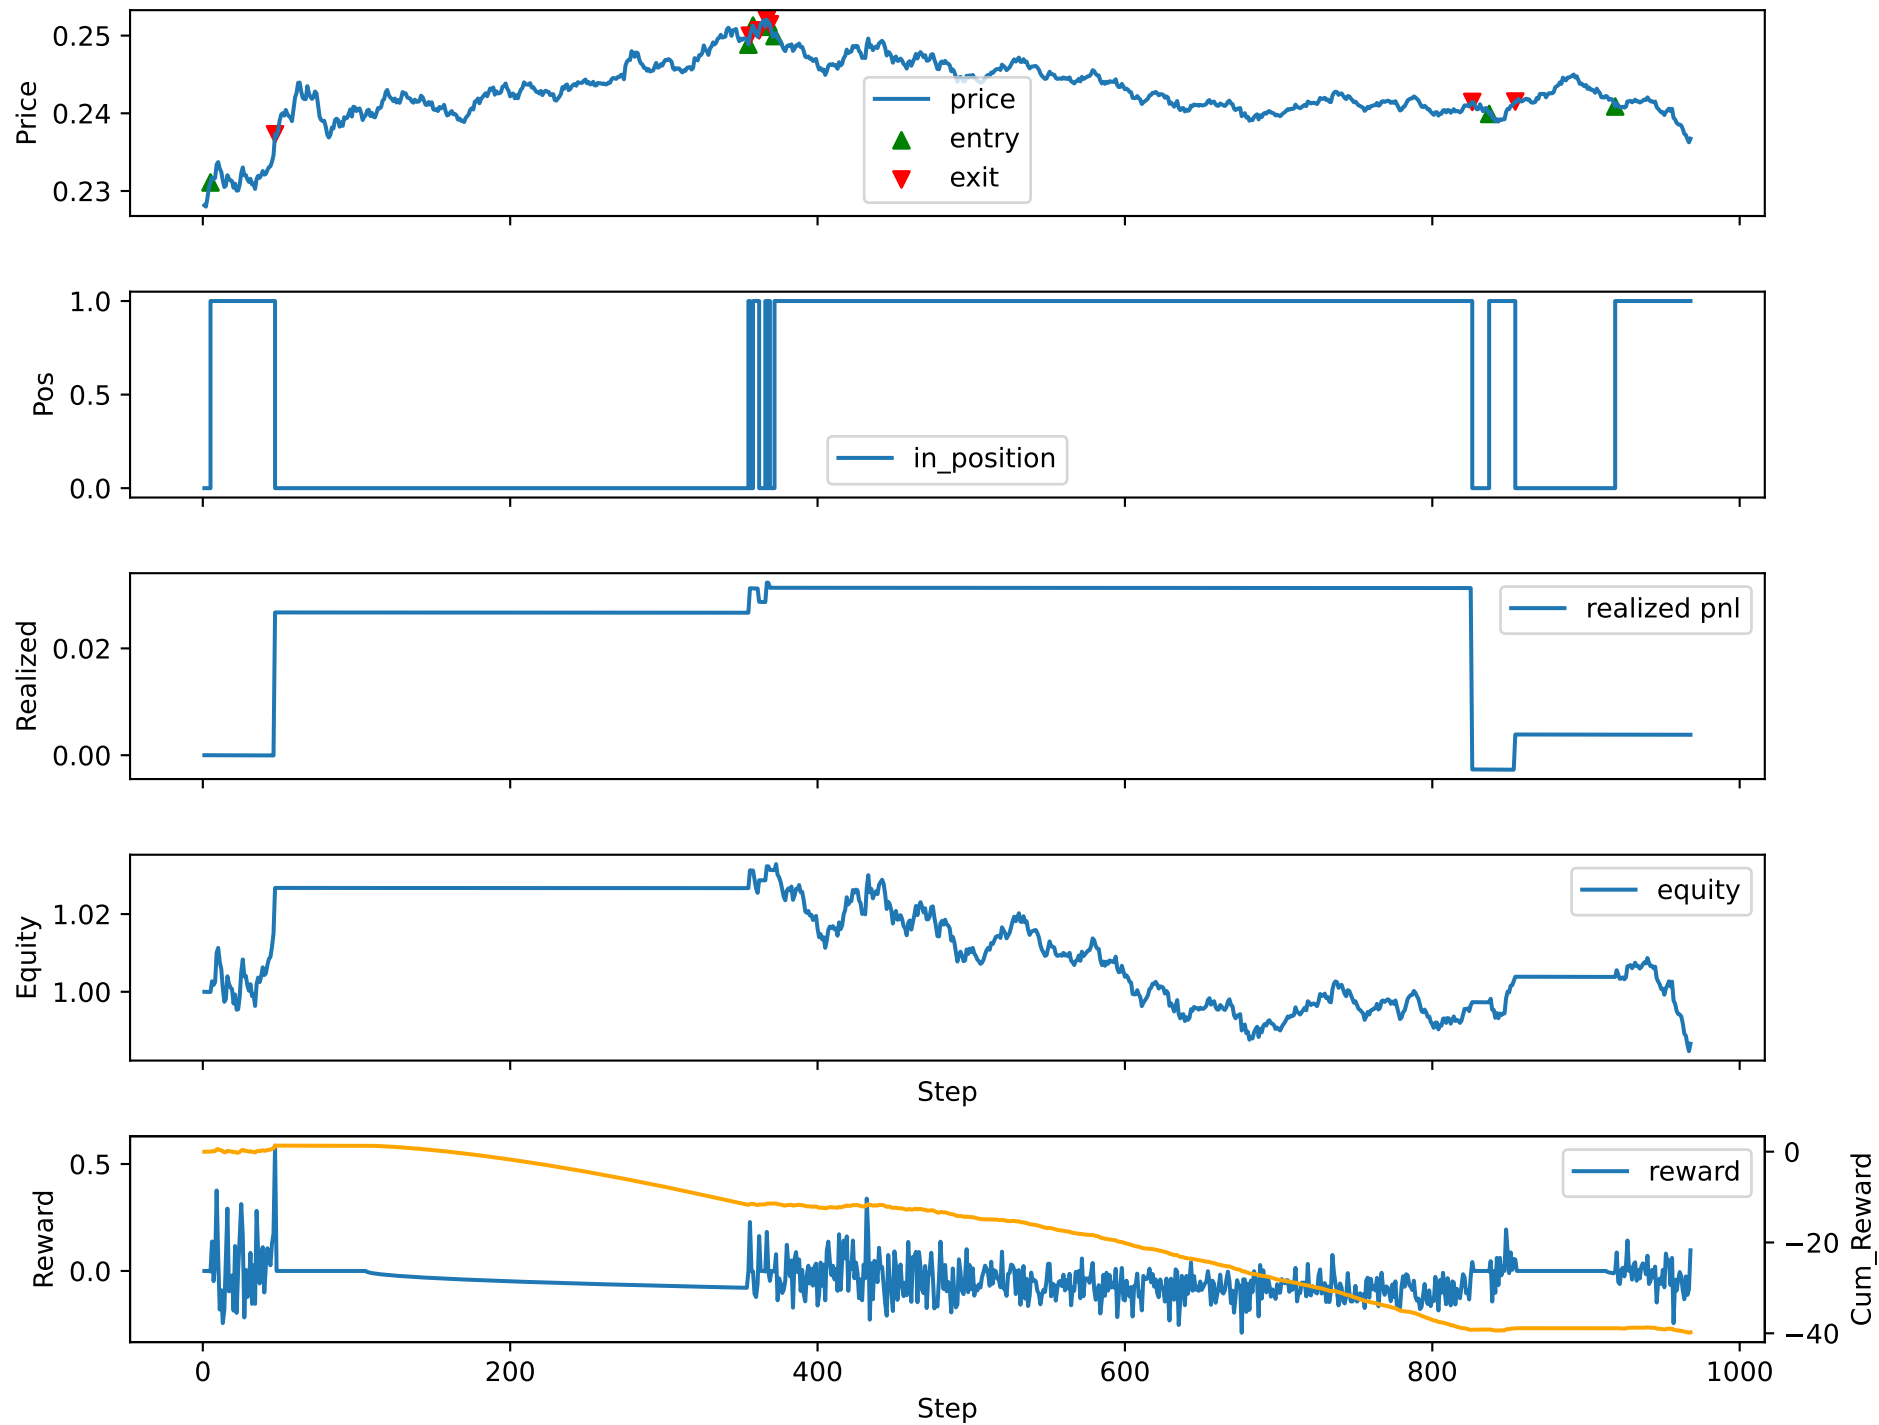 0.25
0.24
0.23
Price
price
entry
exit
1.0
0.5
0.0
Pos
in_position
0.02
0.00
Realized
realized pnl
1.02
1.00
Equity
equity
Step
0.5
0.0
Reward
reward
0
−20
−40
Cum_Reward
0
200
400
600
800
1000
Step